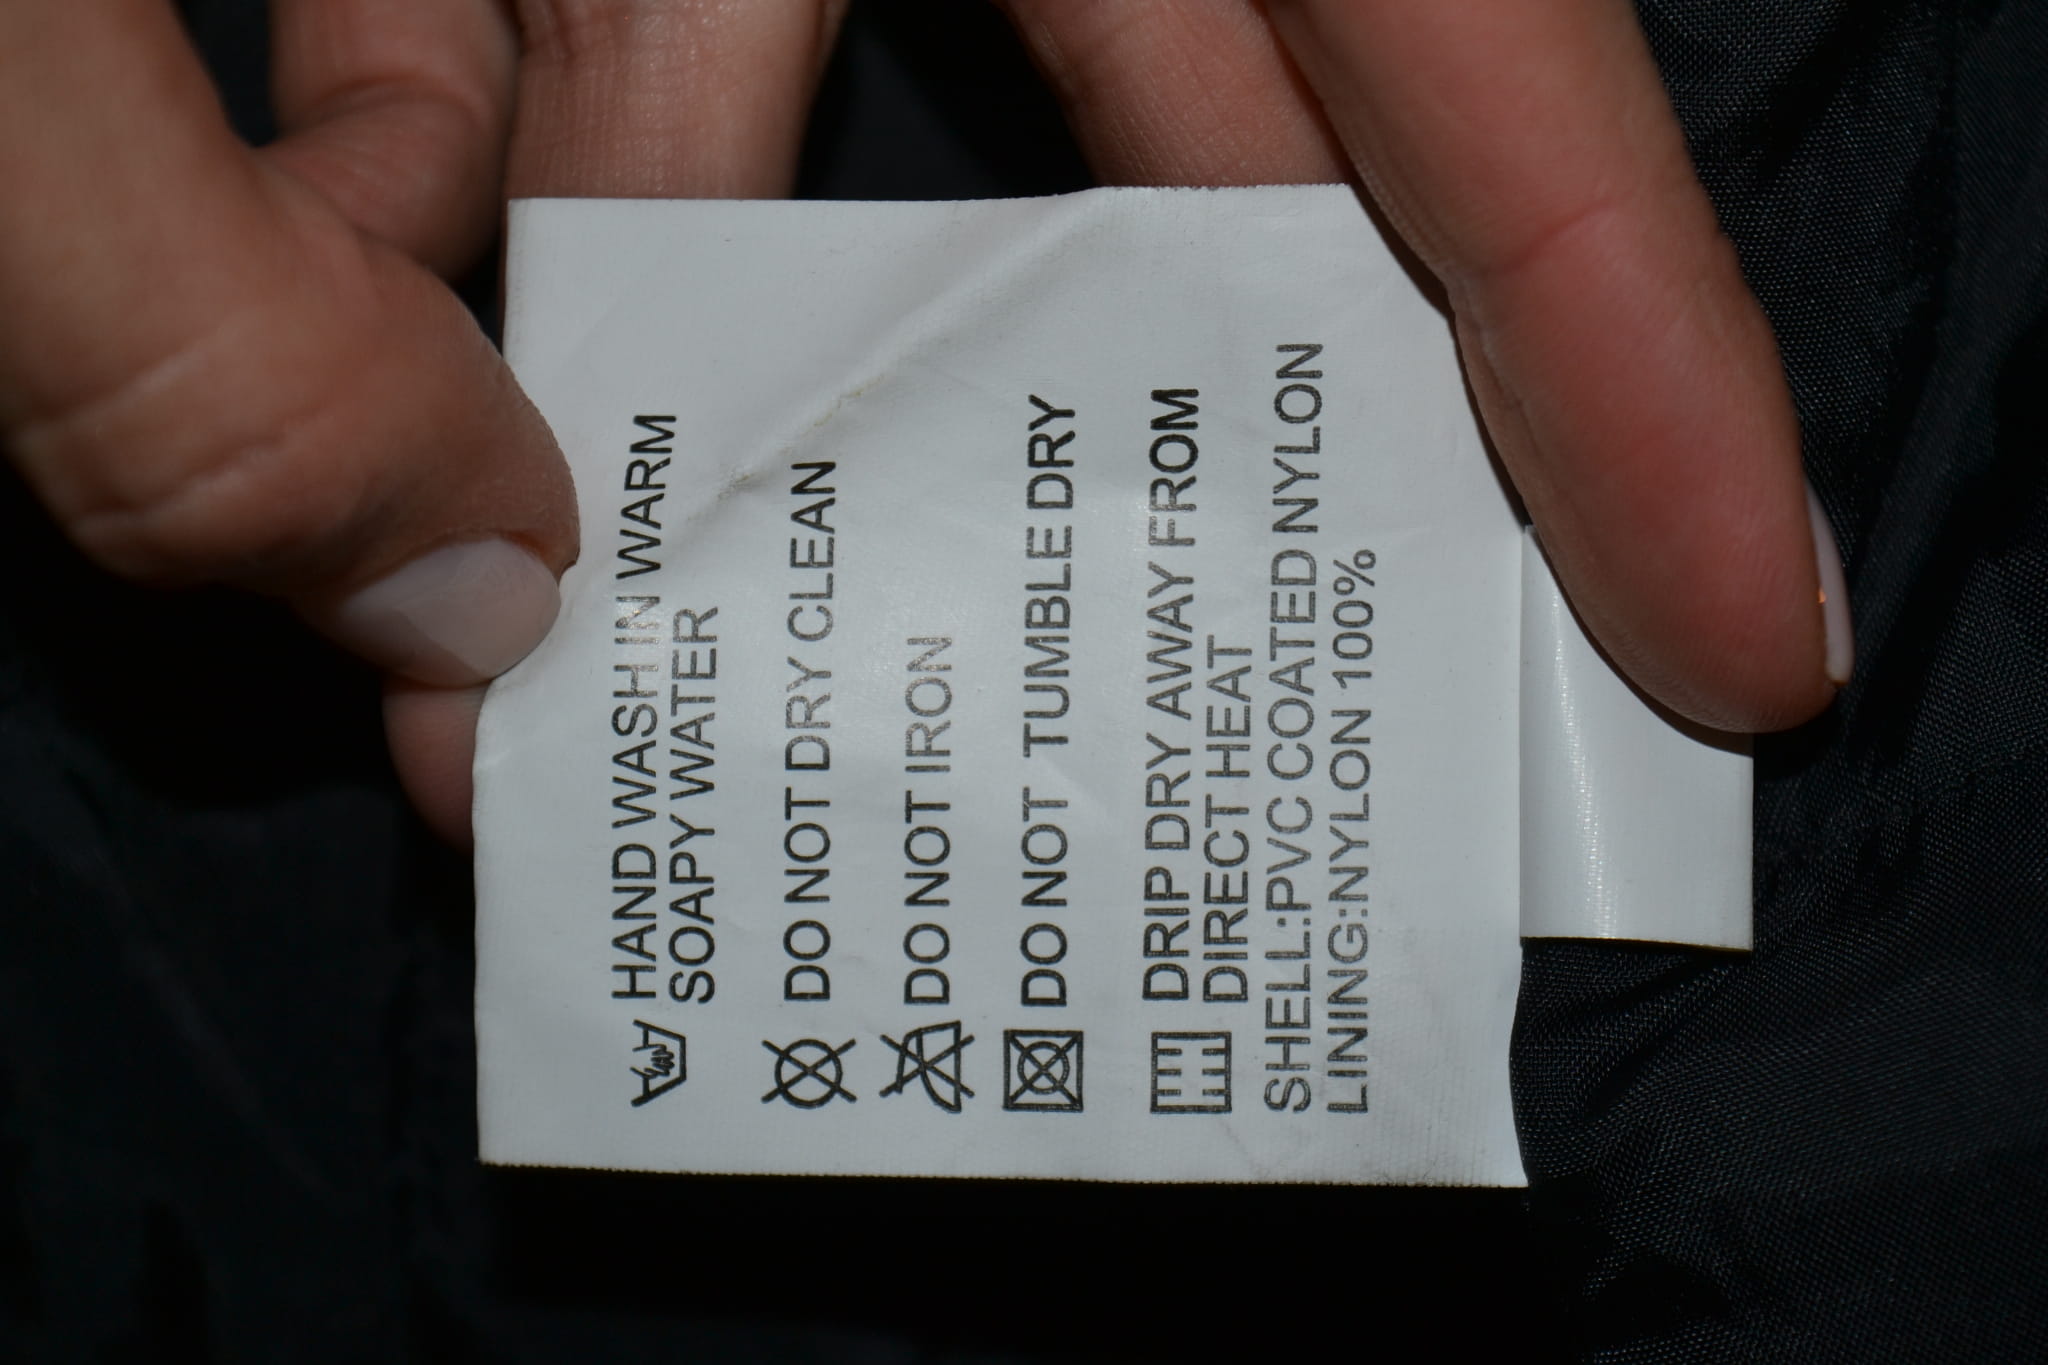 HAND WASH IN WARM
SOAPY WATER
DO NOT DRY CLEAN
DO NOT IRON
DO NOT TUMBLE DRY
DRIP DRY AWAY FROM
DIRECT HEAT
SHELL:PVC COATED NYLON
LINING:NYLON 100%